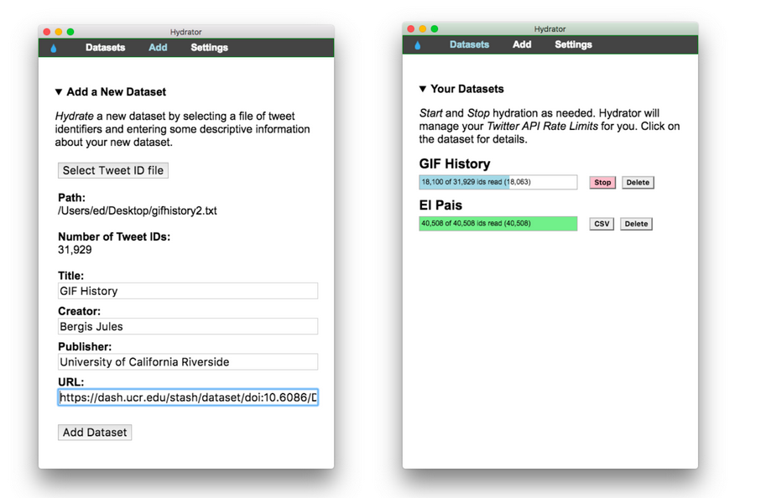 Hydrator
Datasets Add Settings
▼ Add a New Dataset
Hydrate a new dataset by selecting a file of tweet
identifiers and entering some descriptive information
about your new dataset.
Select Tweet ID file
Path:
/Users/ed/Desktop/gifhistory2.txt
Number of Tweet IDs:
31,929
Title:
GIF History
Creator:
Bergis Jules
Publisher:
University of California Riverside
URL:
https://dash.ucr.edu/stash/dataset/doi:10.6086/D
Add Dataset
Hydrator
Datasets Add Settings
▼ Your Datasets
Start and Stop hydration as needed. Hydrator will
manage your Twitter API Rate Limits for you. Click on
the dataset for details.
GIF History
18,100 of 31,929 ids read (18,063) Stop Delete
El Pais
40,508 of 40,508 ids read (40,508) CSV Delete